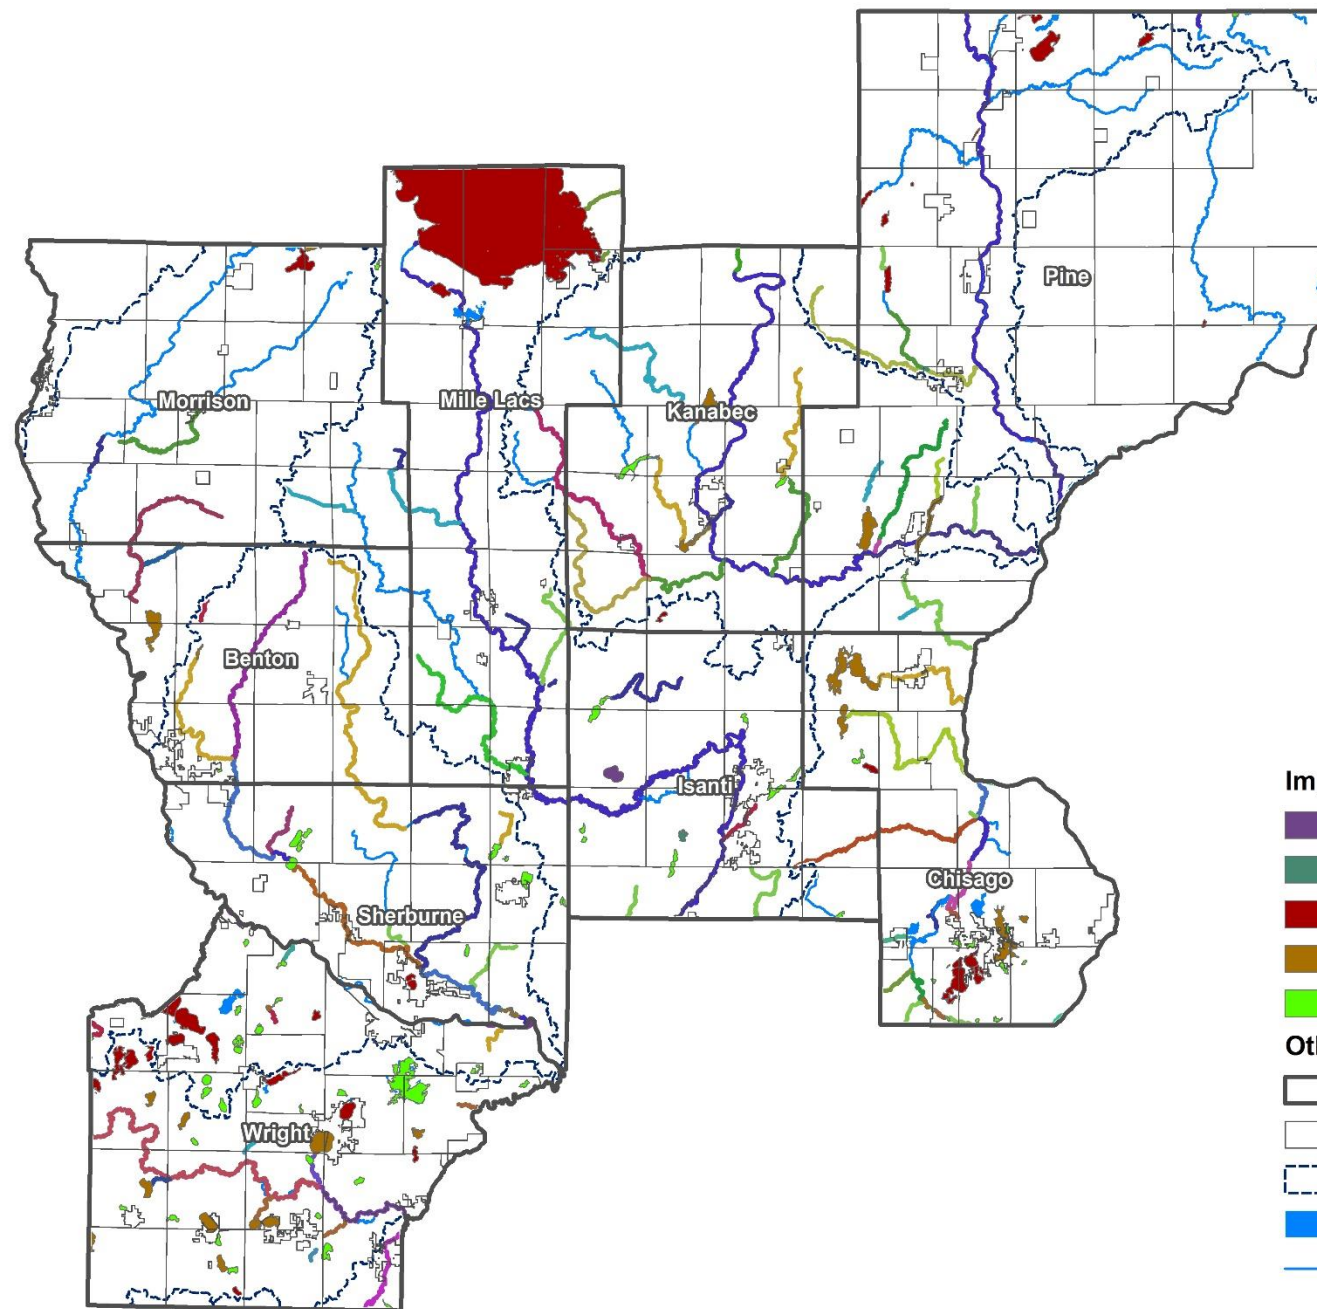 Pine
Morrison
Mille Lacs
Kanabec
Benton
Isanti
Im
Chisago
Sherburne
Ot
Wright